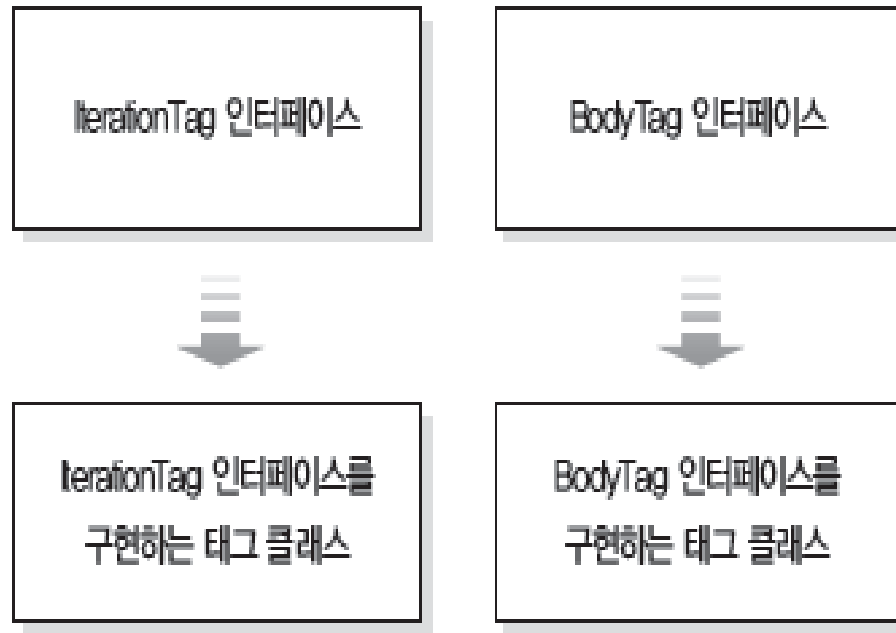 IterationTag 인터페이스
BodyTag 인터페이스
IterationTag 인터페이스를
구현하는 태그 클래스
BodyTag 인터페이스를
구현하는 태그 클래스